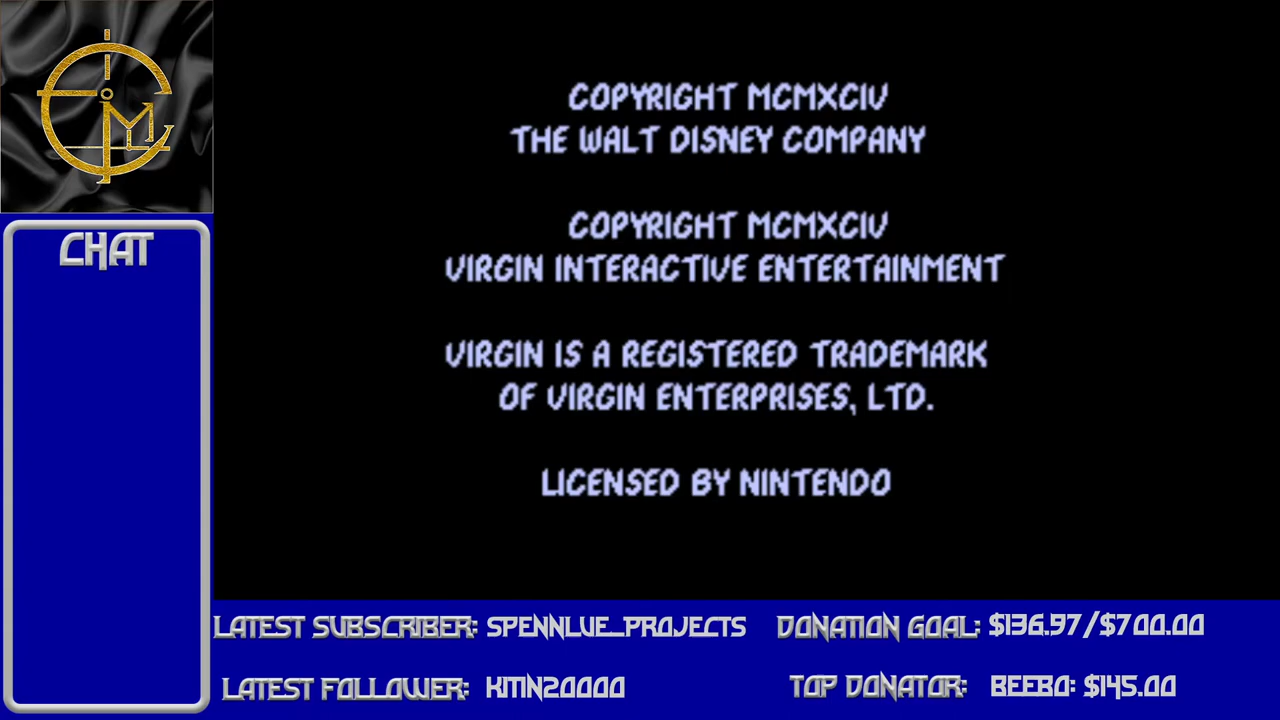 COPYRIGHT MCMXCIV
THE WALT DISNEY COMPANY
COPYRIGHT MCMXCIV
VIRGIN INTERACTIVE ENTERTAINMENT
VIRGIN IS A REGISTERED TRADEMARK
OF VIRGIN ENTERPRISES, LTD.
LICENSED BY NINTENDO
CHAT
LATEST SUBSCRIBER: SPENNLUE_PROJECTS
DONATION GOAL: $136.97/$700.00
LATEST FOLLOWER: KITIN20000
TOP DONATOR: BEEBO: $145.00